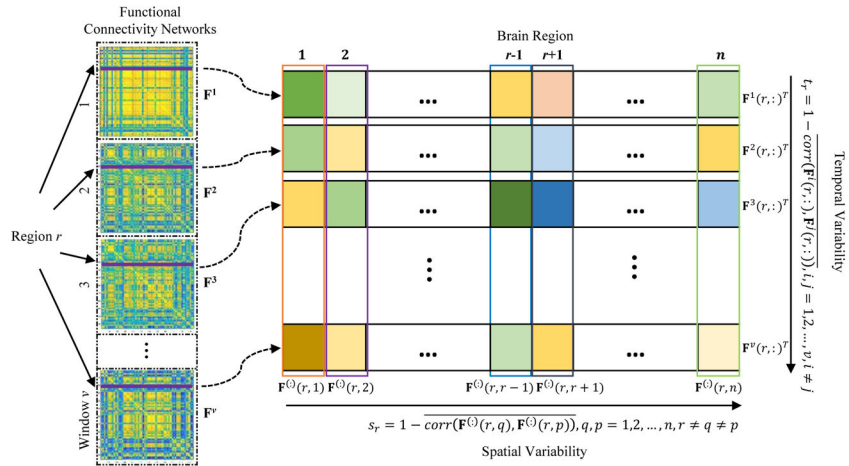 Functional
Connectivity Networks
Brain Region
1 2 r-1 r+1 n
1
F¹
... ...
F¹(r,:)ᵀ
2
F²
F²(r,:)ᵀ
Region r
3
F³
... ...
F³(r,:)ᵀ
⋮
Window v
Fᵛ
... ...
Fᵛ(r,:)ᵀ
F⁽:⁾(r,1) F⁽:⁾(r,2) F⁽:⁾(r,r−1) F⁽:⁾(r,r+1) F⁽:⁾(r,n)
sᵣ = 1 − corr(F⁽:⁾(r,q),F⁽:⁾(r,p)), q,p = 1,2,…,n,r ≠ q ≠ p
Spatial Variability
tᵣ = 1 − corr(Fⁱ(r,:),Fʲ(r,:)), i,j = 1,2,…,v,i ≠ j
Temporal Variability